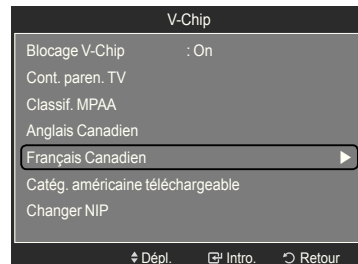 V-Chip
Blocage V-Chip : On
Cont. paren. TV
Classif. MPAA
Anglais Canadien
Français Canadien
Catég. américaine téléchargeable
Changer NIP
Dépl. Intro. Retour